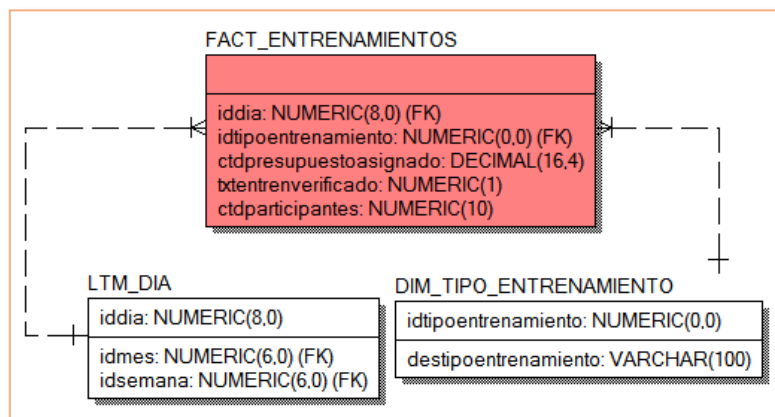 FACT_ENTRENAMIENTOS
iddia: NUMERIC(8,0) (FK)
idtipoentrenamiento: NUMERIC(0,0) (FK)
ctdpresupuestoasignado: DECIMAL(16,4)
txtentrenverificado: NUMERIC(1)
ctdparticipantes: NUMERIC(10)
LTM_DIA
iddia: NUMERIC(8,0)
idmes: NUMERIC(6,0) (FK)
idsemana: NUMERIC(6,0) (FK)
DIM_TIPO_ENTRENAMIENTO
idtipoentrenamiento: NUMERIC(0,0)
destipoentrenamiento: VARCHAR(100)